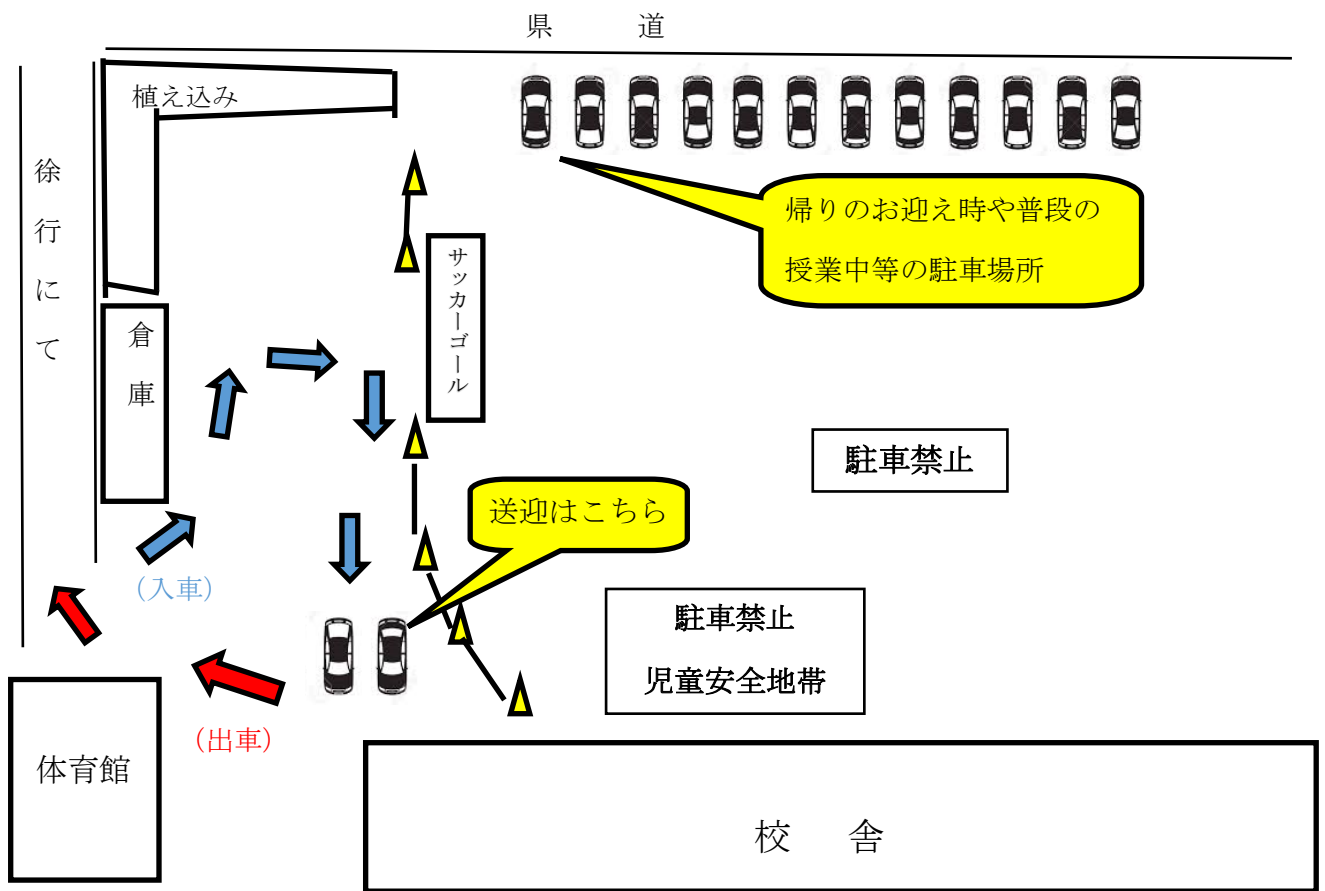 県　道
植え込み
徐行にて
帰りのお迎え時や普段の
授業中等の駐車場所
サッカーゴール
倉庫
駐車禁止
送迎はこちら
（入車）
駐車禁止
児童安全地帯
（出車）
体育館
校　舎